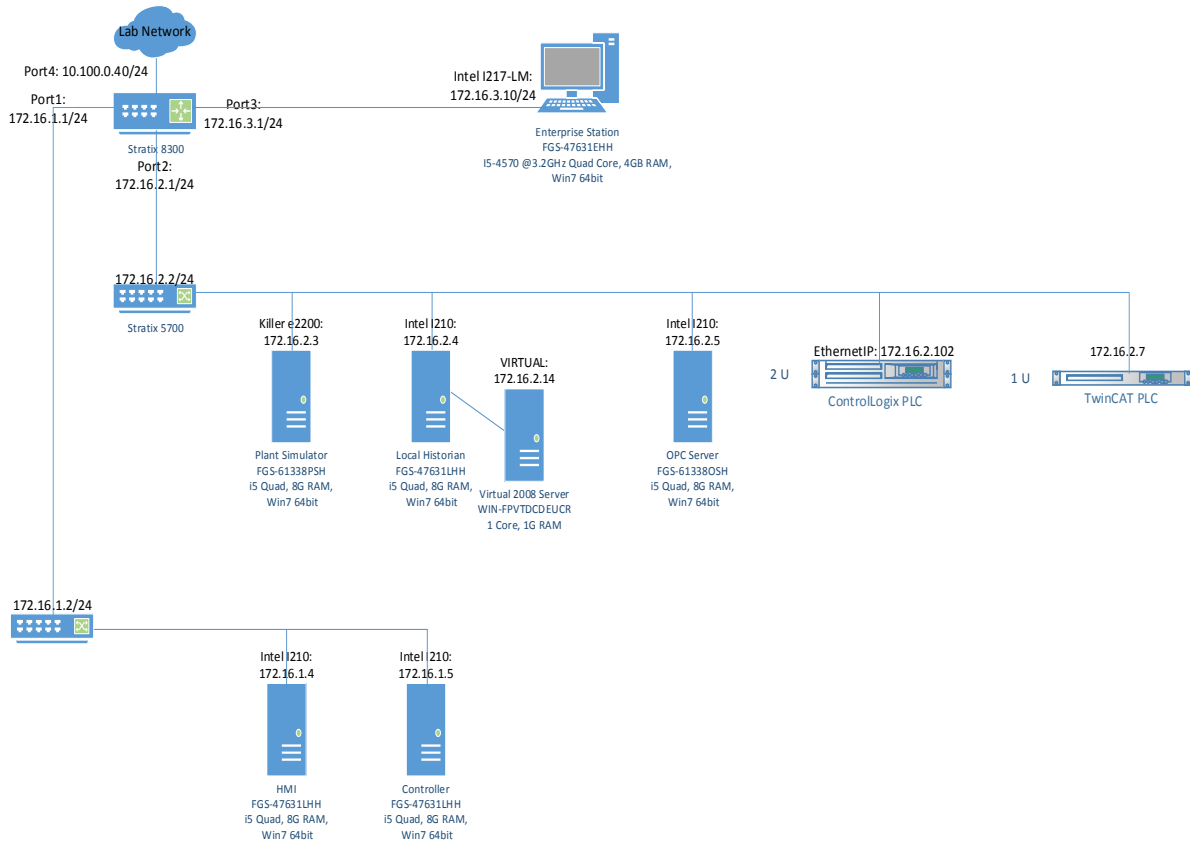 Lab Network
Port4: 10.100.0.40/24
Port1:
172.16.1.1/24
Port3:
172.16.3.1/24
Stratix 8300
Port2:
172.16.2.1/24
Intel I217-LM:
172.16.3.10/24
Enterprise Station
FGS-47631EHH
I5-4570 @3.2GHz Quad Core, 4GB RAM,
Win7 64bit
172.16.2.2/24
Stratix 5700
Killer e2200:
172.16.2.3
Plant Simulator
FGS-61338PSH
i5 Quad, 8G RAM,
Win7 64bit
Intel I210:
172.16.2.4
Local Historian
FGS-47631LHH
i5 Quad, 8G RAM,
Win7 64bit
VIRTUAL:
172.16.2.14
Virtual 2008 Server
WIN-FPVTDCDEUCR
1 Core, 1G RAM
Intel I210:
172.16.2.5
OPC Server
FGS-61338OSH
i5 Quad, 8G RAM,
Win7 64bit
EthernetIP: 172.16.2.102
2 U
ControlLogix PLC
172.16.2.7
1 U
TwinCAT PLC
172.16.1.2/24
Intel I210:
172.16.1.4
HMI
FGS-47631LHH
i5 Quad, 8G RAM,
Win7 64bit
Intel I210:
172.16.1.5
Controller
FGS-47631LHH
i5 Quad, 8G RAM,
Win7 64bit